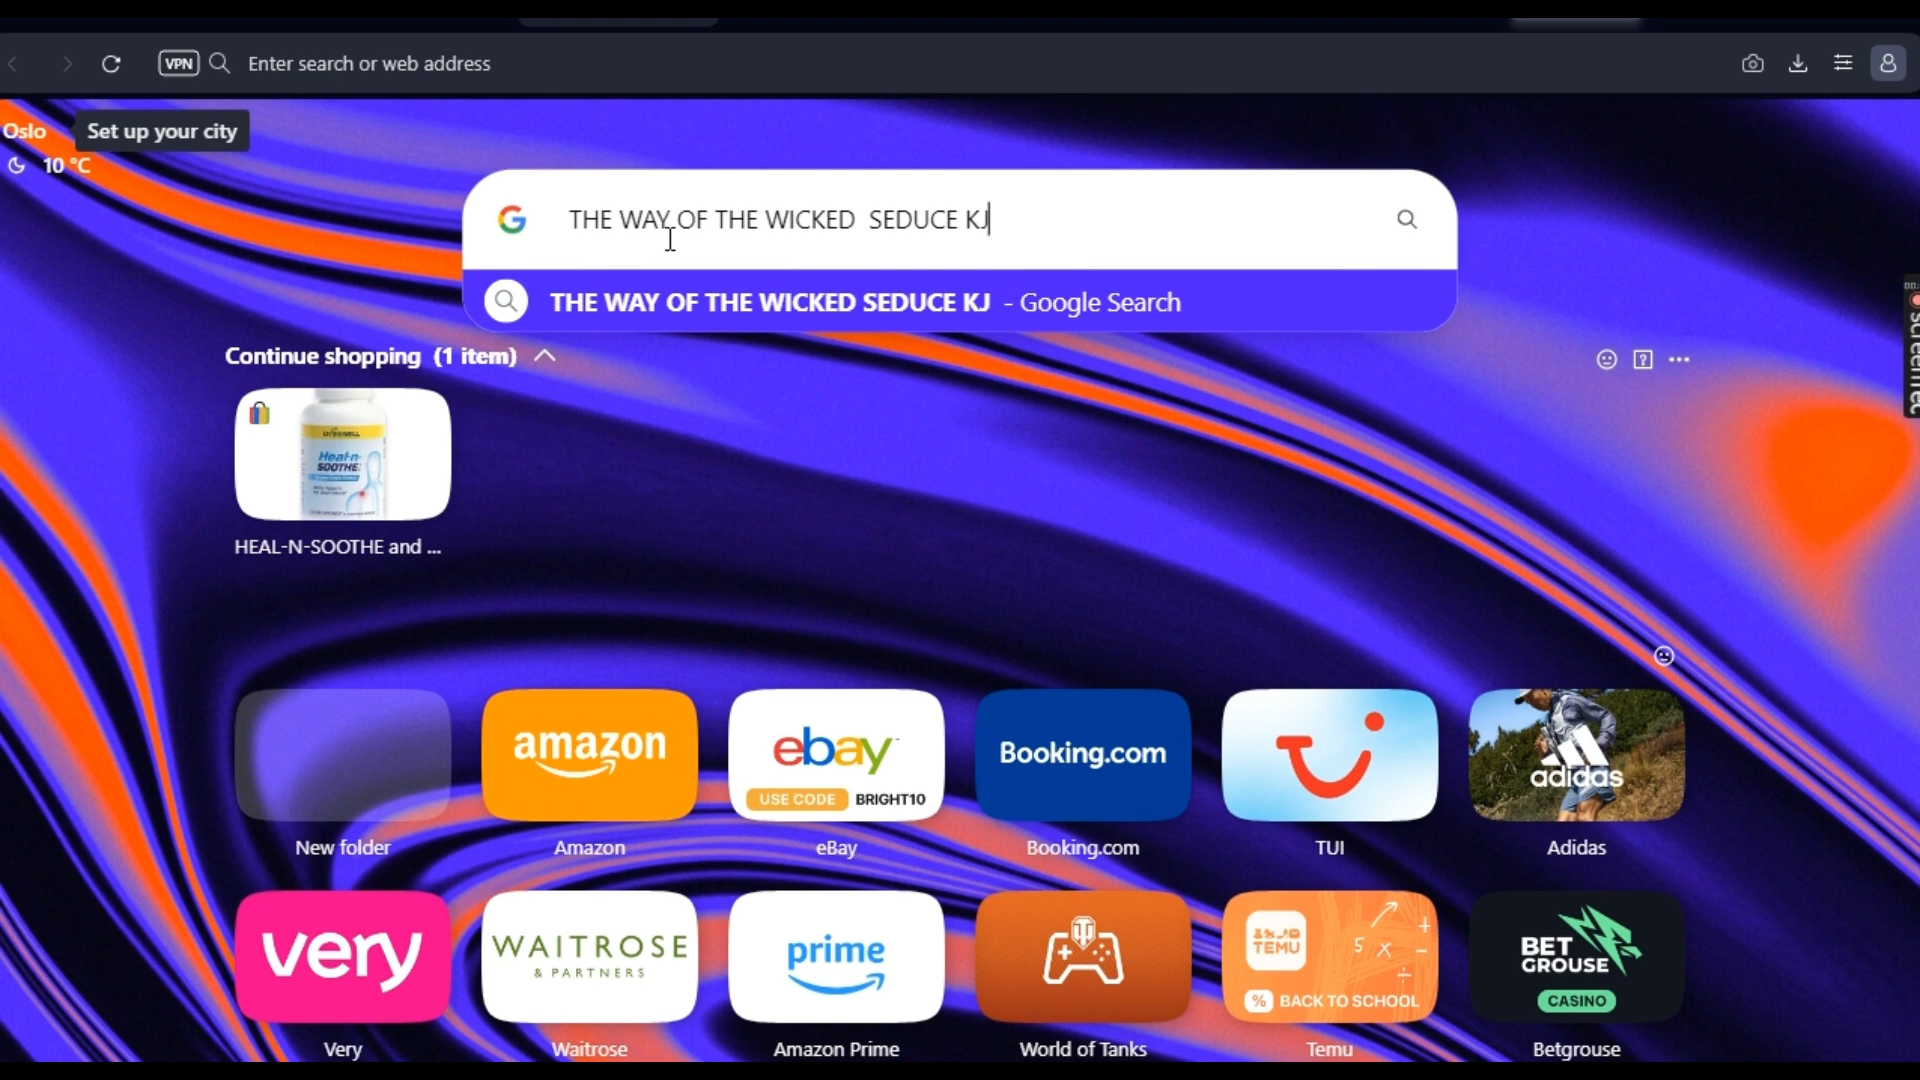 VPN Enter search or web address
Oslo
Set up your city
10 °C
THE WAY OF THE WICKED  SEDUCE KJ
THE WAY OF THE WICKED SEDUCE KJ - Google Search
Continue shopping (1 item)
LIVINGWELL
Heal-n-
SOOTHE
HEAL-N-SOOTHE and ...
amazon
ebay
USE CODE BRIGHT10
Booking.com
adidas
New folder
Amazon
eBay
Booking.com
TUI
Adidas
very
WAITROSE
& PARTNERS
prime
TEMU
5 x
% BACK TO SCHOOL
BET
GROUSE
CASINO
Very
Waitrose
Amazon Prime
World of Tanks
Temu
Betgrouse